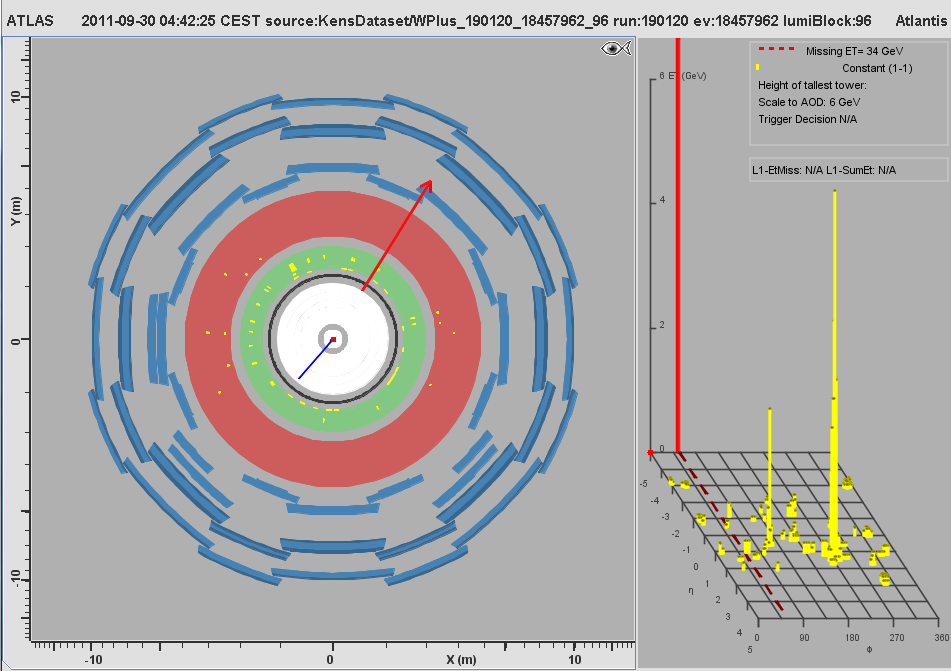 ATLAS 2011-09-30 04:42:25 CEST source:KensDataset/WPlus_190120_18457962_96 run:190120 ev:18457962 lumiBlock:96 Atlantis
10
Y (m)
0
-10
-10 0 X (m) 10
Missing ET= 34 GeV
Constant (1-1)
Height of tallest tower:
Scale to AOD: 6 GeV
Trigger Decision N/A
L1-EtMiss: N/A L1-SumEt: N/A
6 ET (GeV)
4
2
0
-5
-4
-3
-2
-1
0
1
η
2
3
4
5
0 90 180 270 360
Φ